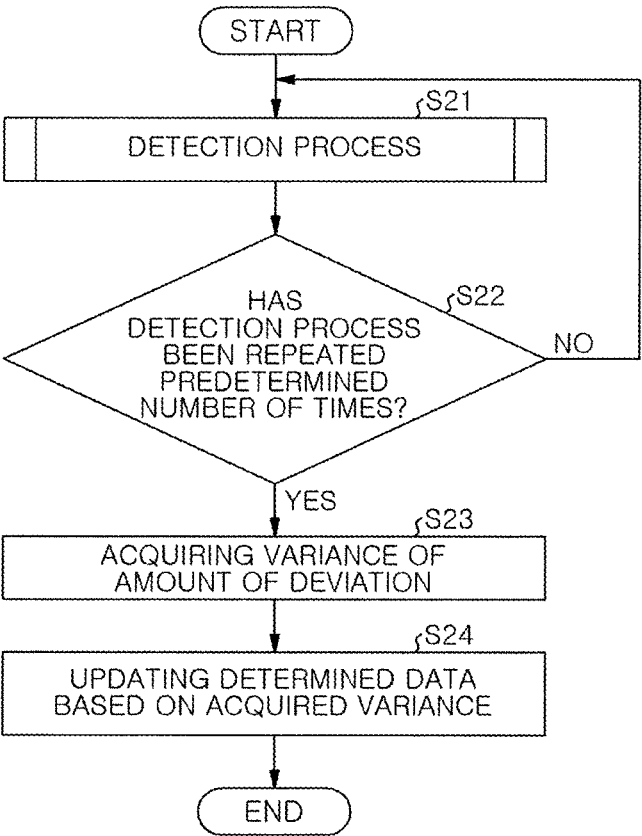 START
S21
DETECTION PROCESS
S22
HAS
DETECTION PROCESS
BEEN REPEATED
PREDETERMINED
NUMBER OF TIMES?
NO
YES
S23
ACQUIRING VARIANCE OF
AMOUNT OF DEVIATION
S24
UPDATING DETERMINED DATA
BASED ON ACQUIRED VARIANCE
END